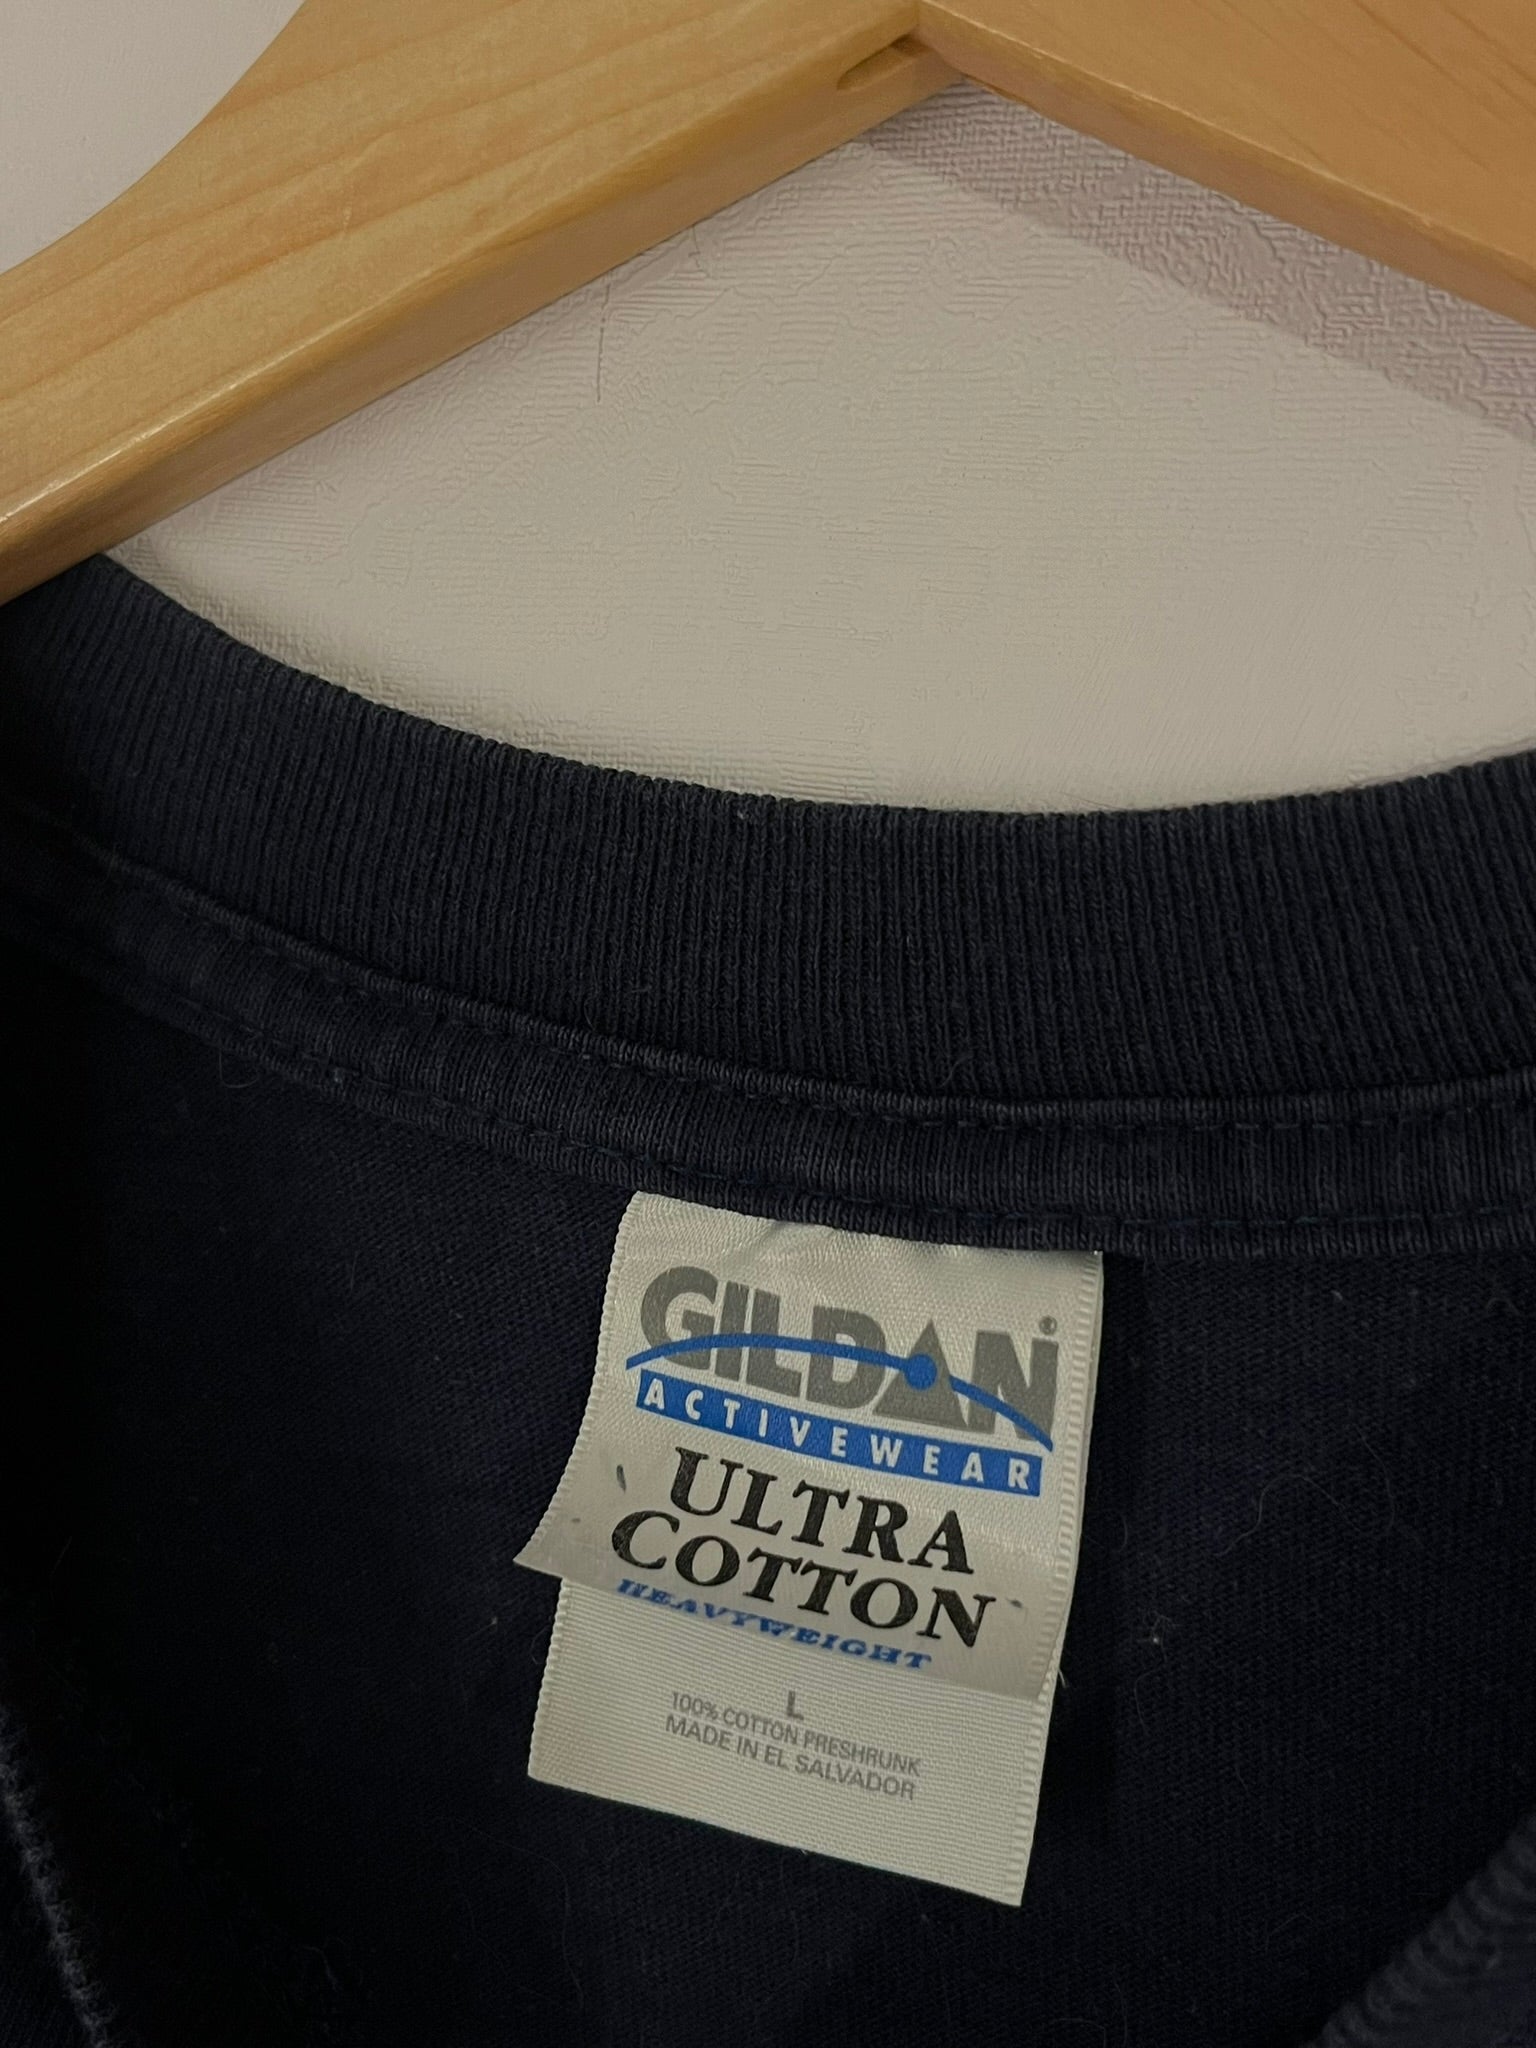 GILDAN®
ACTIVEWEAR
ULTRA
COTTON
HEAVYWEIGHT
L
100% COTTON PRESHRUNK
MADE IN EL SALVADOR